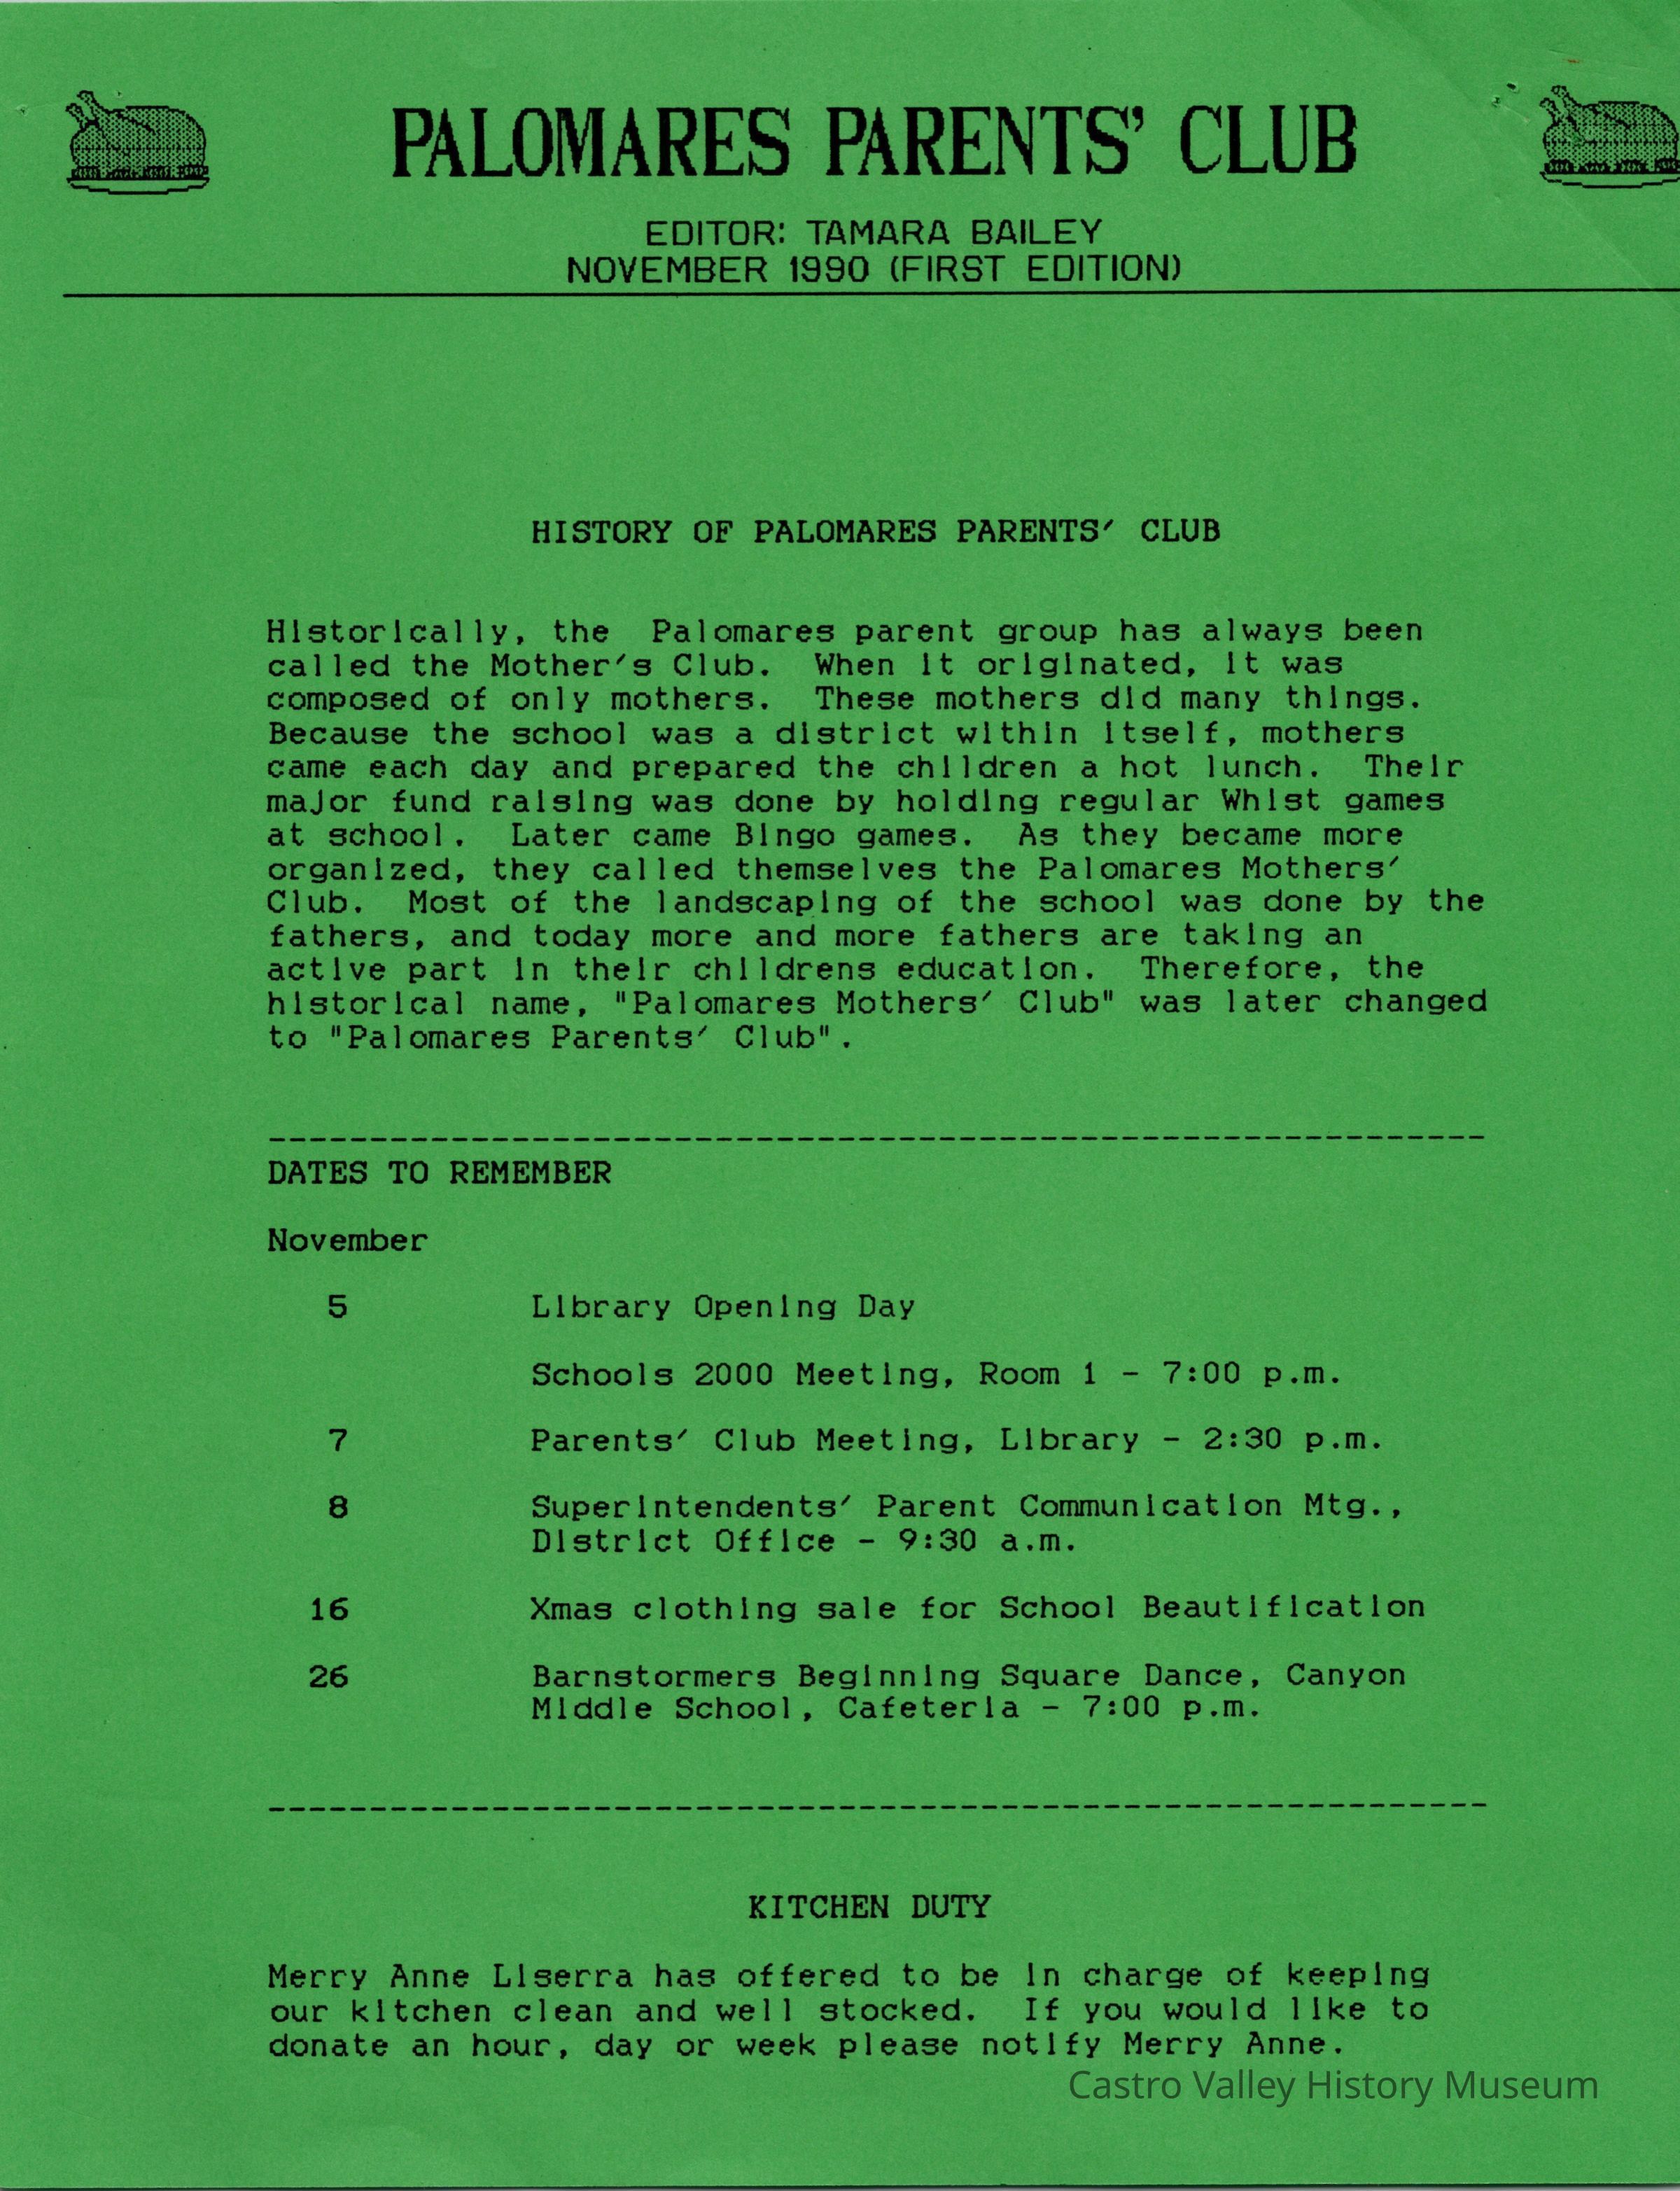 PALOMARES PARENTS' CLUB
EDITOR: TAMARA BAILEY
NOVEMBER 1990 (FIRST EDITION)
HISTORY OF PALOMARES PARENTS' CLUB
Historically, the Palomares parent group has always been
called the Mother's Club. When it originated, it was
composed of only mothers. These mothers did many things.
Because the school was a district within itself, mothers
came each day and prepared the children a hot lunch. Their
major fund raising was done by holding regular Whist games
at school. Later came Bingo games. As they became more
organized, they called themselves the Palomares Mothers'
Club. Most of the landscaping of the school was done by the
fathers, and today more and more fathers are taking an
active part in their childrens education. Therefore, the
historical name, "Palomares Mothers' Club" was later changed
to "Palomares Parents' Club".
DATES TO REMEMBER
November
5 Library Opening Day
Schools 2000 Meeting, Room 1 - 7:00 p.m.
7 Parents' Club Meeting, Library - 2:30 p.m.
8 Superintendents' Parent Communication Mtg.,
District Office - 9:30 a.m.
16 Xmas clothing sale for School Beautification
26 Barnstormers Beginning Square Dance, Canyon
Middle School, Cafeteria - 7:00 p.m.
KITCHEN DUTY
Merry Anne Liserra has offered to be in charge of keeping
our kitchen clean and well stocked. If you would like to
donate an hour, day or week please notify Merry Anne.
Castro Valley History Museum